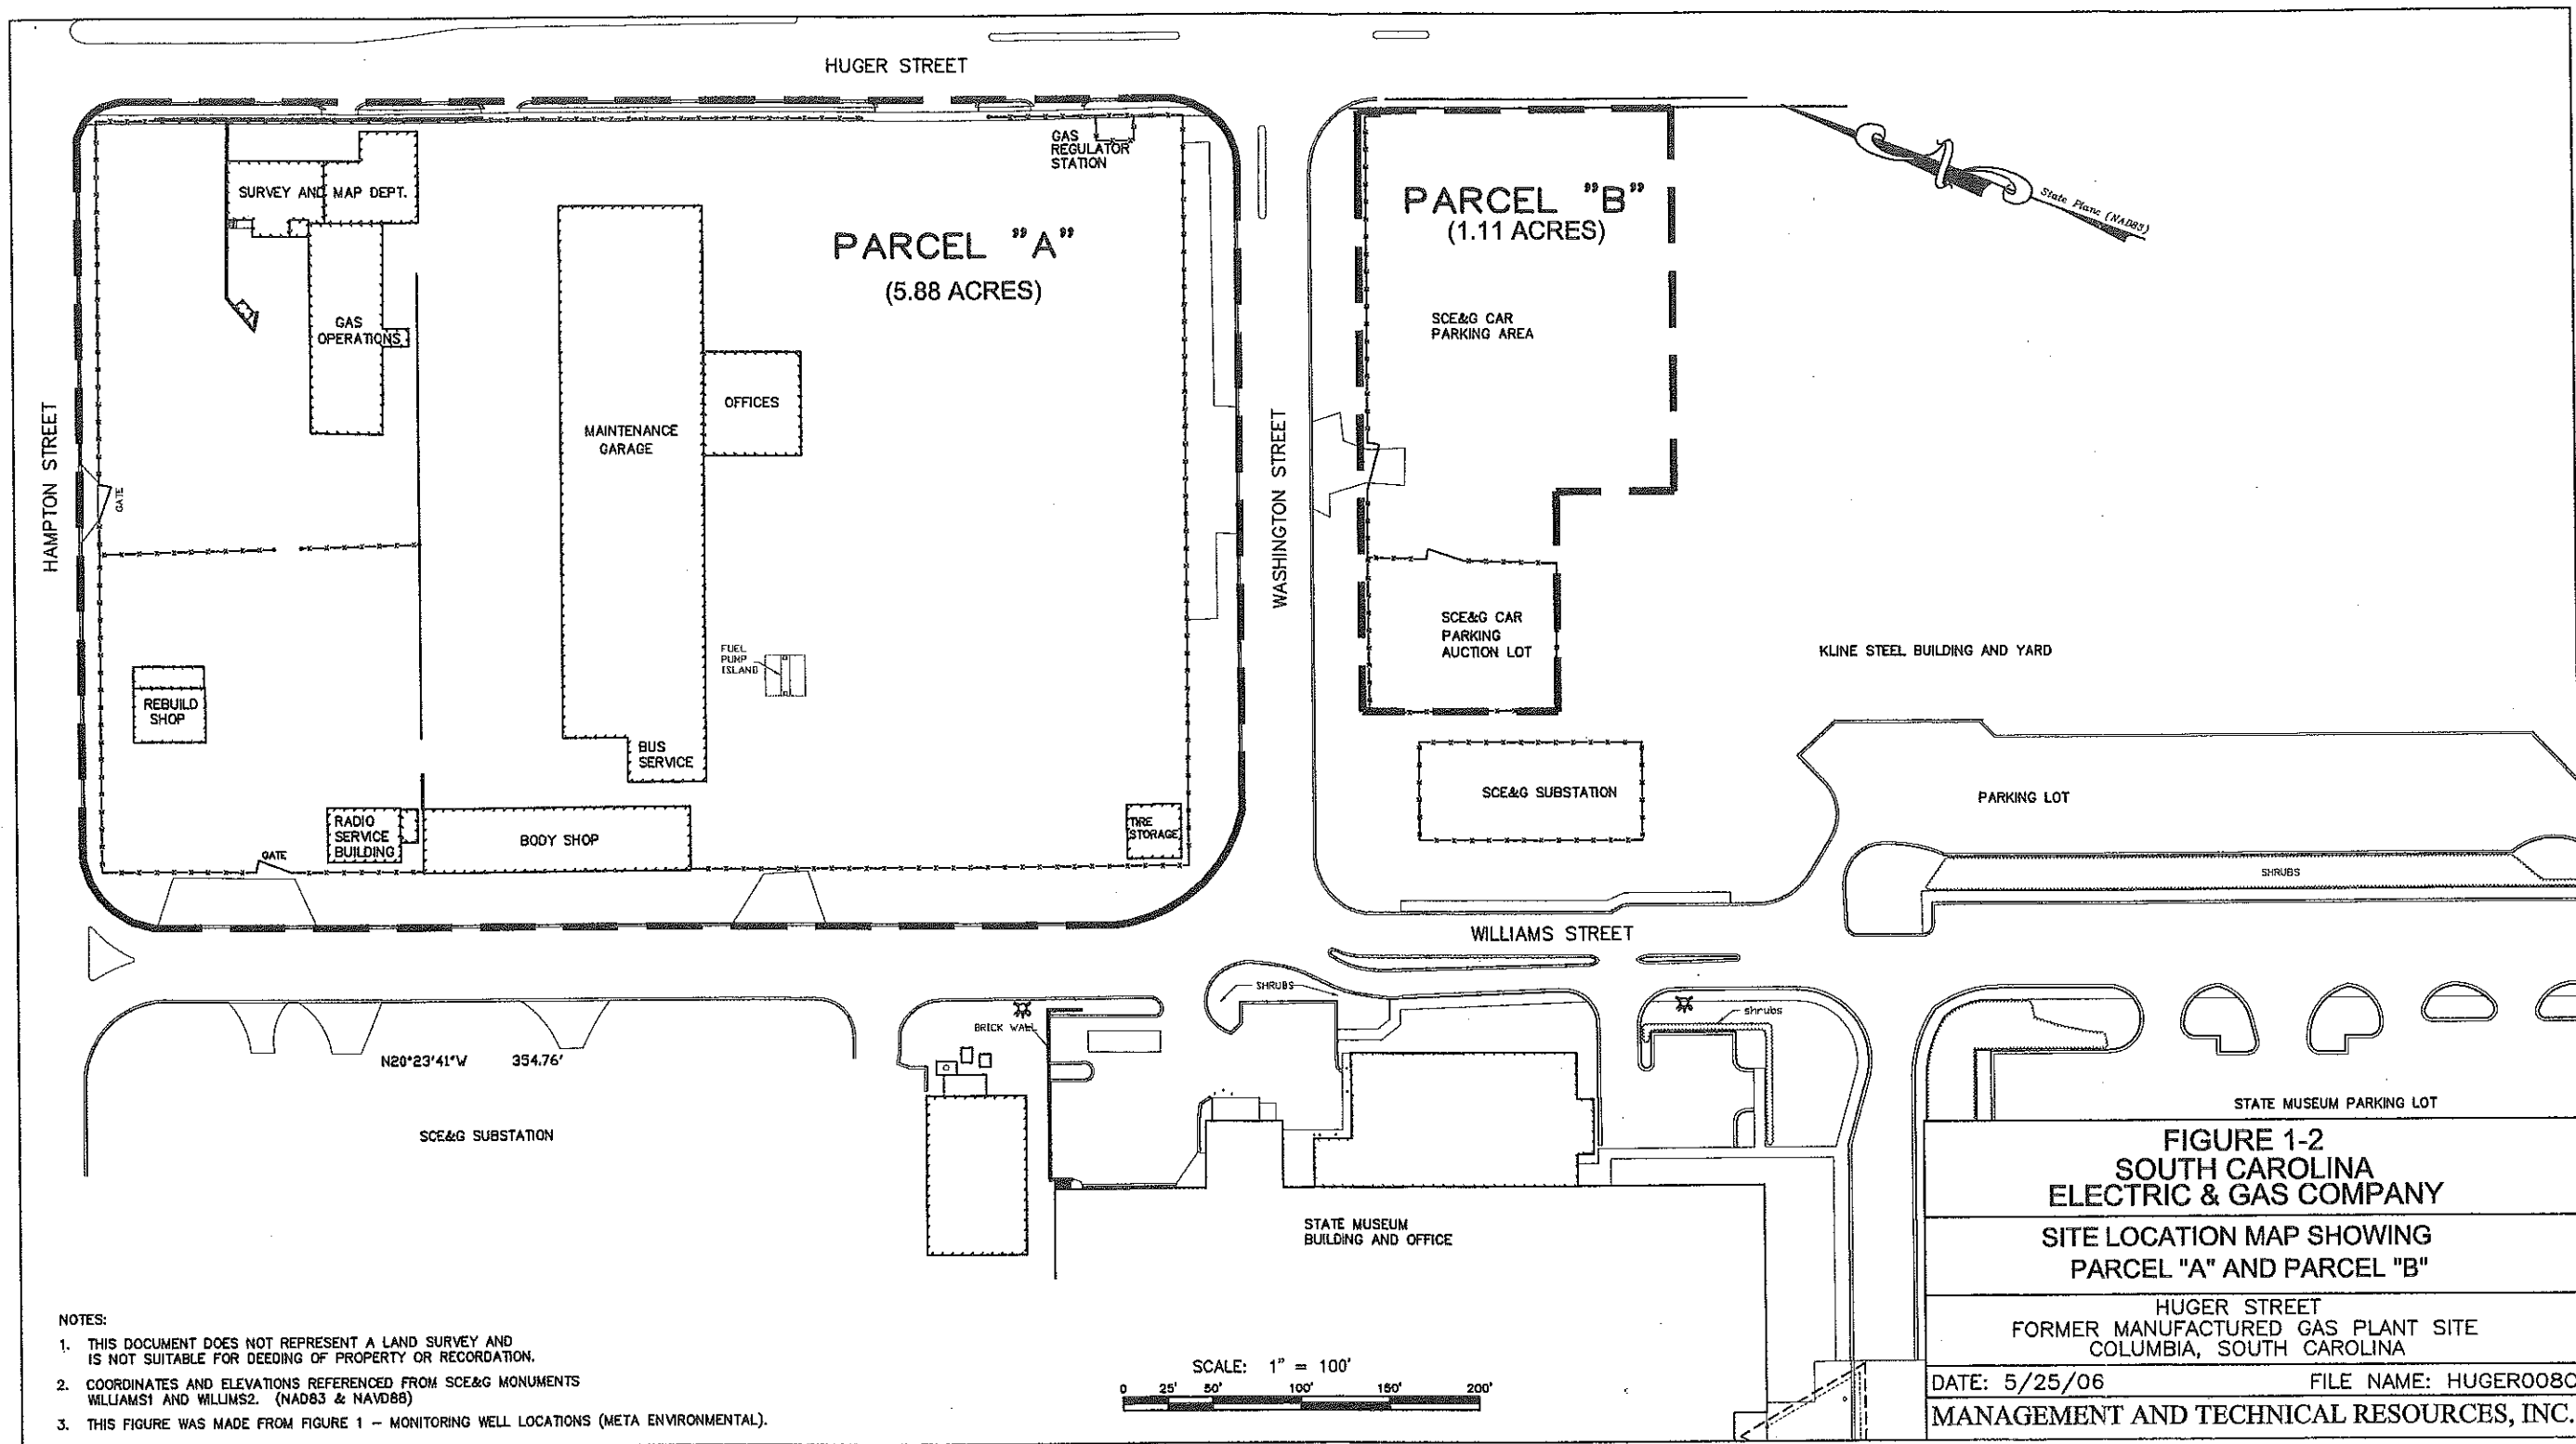 HUGER STREET
GAS
REGULATOR
STATION
SURVEY AND MAP DEPT.
PARCEL "A"
(5.88 ACRES)
PARCEL "B"
(1.11 ACRES)
State Plane (NAD83)
GAS
OPERATIONS
SCE&G CAR
PARKING AREA
OFFICES
MAINTENANCE
GARAGE
HAMPTON STREET
GATE
WASHINGTON STREET
SCE&G CAR
PARKING
AUCTION LOT
FUEL
PUMP
ISLAND
KLINE STEEL BUILDING AND YARD
REBUILD
SHOP
BUS
SERVICE
SCE&G SUBSTATION
PARKING LOT
RADIO
SERVICE
BUILDING
BODY SHOP
TIRE
STORAGE
GATE
SHRUBS
WILLIAMS STREET
SHRUBS
shrubs
BRICK WALL
N20°23'41"W 354.76'
SCE&G SUBSTATION
STATE MUSEUM PARKING LOT
STATE MUSEUM
BUILDING AND OFFICE
FIGURE 1-2
SOUTH CAROLINA
ELECTRIC & GAS COMPANY
SITE LOCATION MAP SHOWING
PARCEL "A" AND PARCEL "B"
HUGER STREET
FORMER MANUFACTURED GAS PLANT SITE
COLUMBIA, SOUTH CAROLINA
DATE: 5/25/06 FILE NAME: HUGER008C
MANAGEMENT AND TECHNICAL RESOURCES, INC.
NOTES:
1. THIS DOCUMENT DOES NOT REPRESENT A LAND SURVEY AND
IS NOT SUITABLE FOR DEEDING OF PROPERTY OR RECORDATION.
2. COORDINATES AND ELEVATIONS REFERENCED FROM SCE&G MONUMENTS
WILLIAMS1 AND WILLIMS2. (NAD83 & NAVD88)
3. THIS FIGURE WAS MADE FROM FIGURE 1 – MONITORING WELL LOCATIONS (META ENVIRONMENTAL).
SCALE: 1" = 100'
0 25' 50' 100' 150' 200'